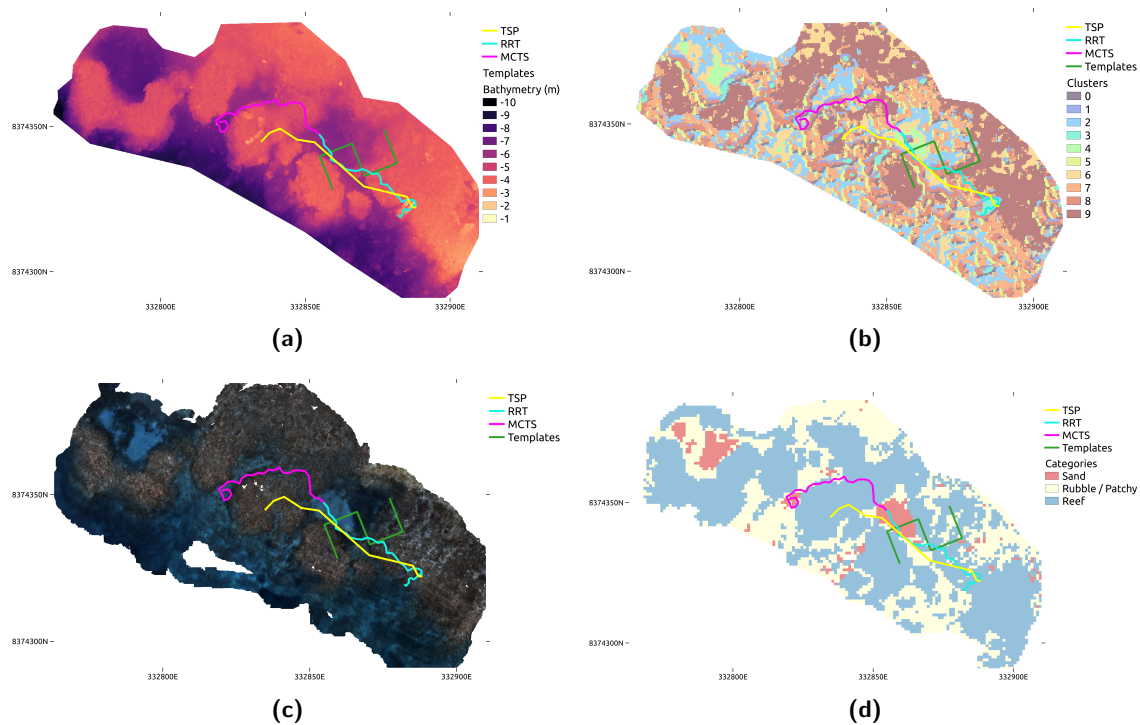 TSP
RRT
MCTS
Templates
Bathymetry (m)
-10
-9
-8
-7
-6
-5
-4
-3
-2
-1
8374350N
8374300N
332800E
332850E
332900E
(a)
TSP
RRT
MCTS
Templates
Clusters
0
1
2
3
4
5
6
7
8
9
8374350N
8374300N
332800E
332850E
332900E
(b)
TSP
RRT
MCTS
Templates
8374350N
8374300N
332800E
332850E
332900E
(c)
TSP
RRT
MCTS
Templates
Categories
Sand
Rubble / Patchy
Reef
8374350N
8374300N
332800E
332850E
332900E
(d)